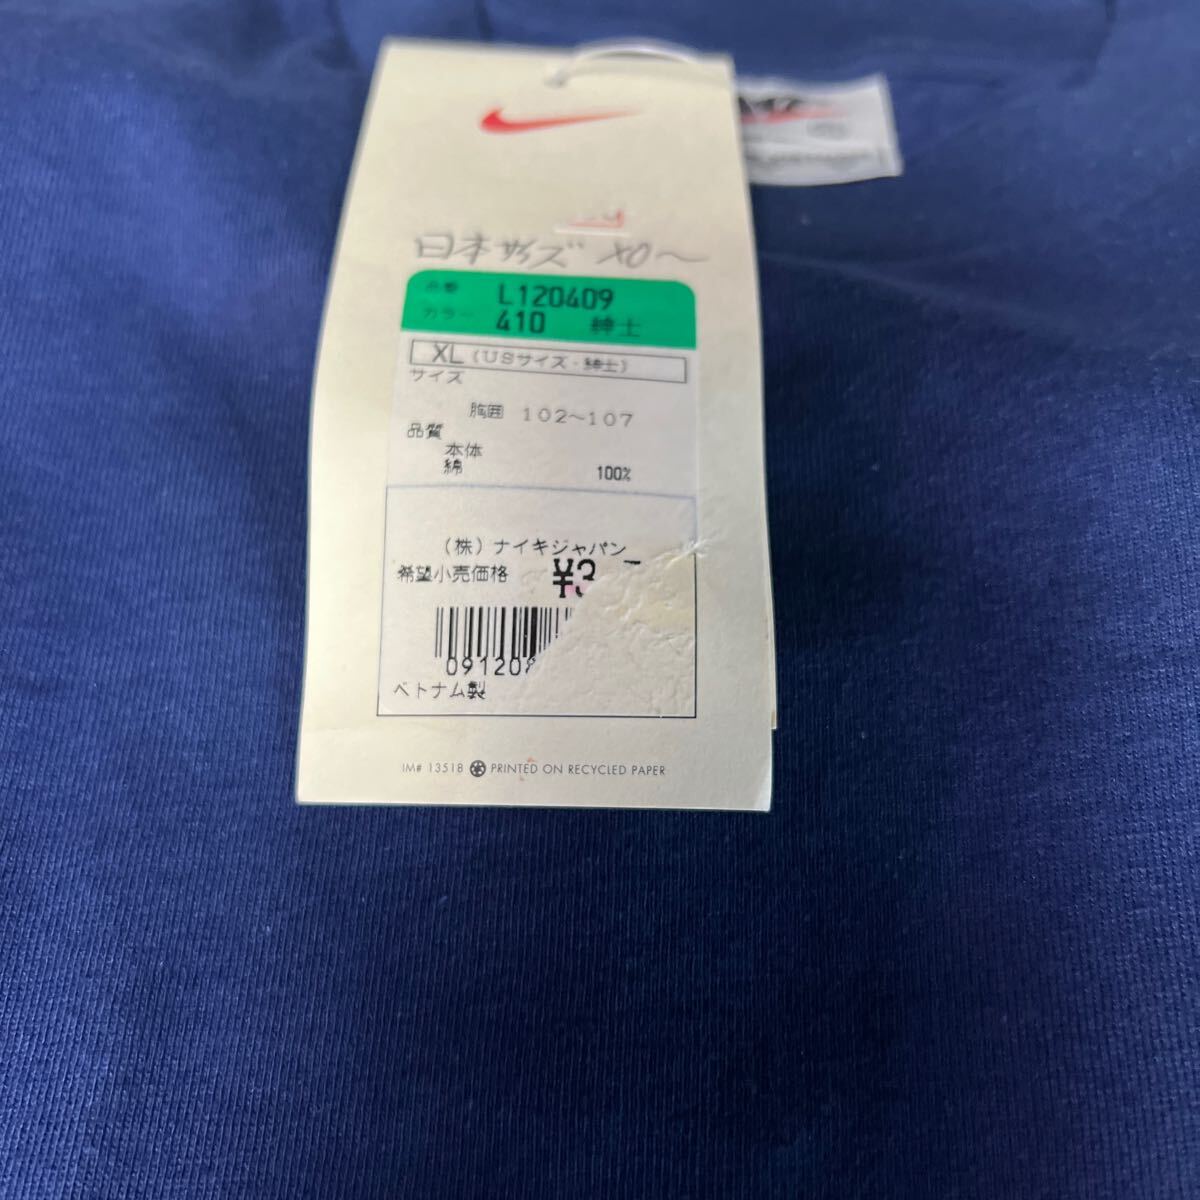 日本サイズ XO～
品番 L120409
カラー 410 紳士
XL (USサイズ・紳士)
サイズ
胸囲 102～107
品質
本体
綿 100%
(株)ナイキジャパン
希望小売価格 ¥3
09120
ベトナム製
IM# 13518 PRINTED ON RECYCLED PAPER